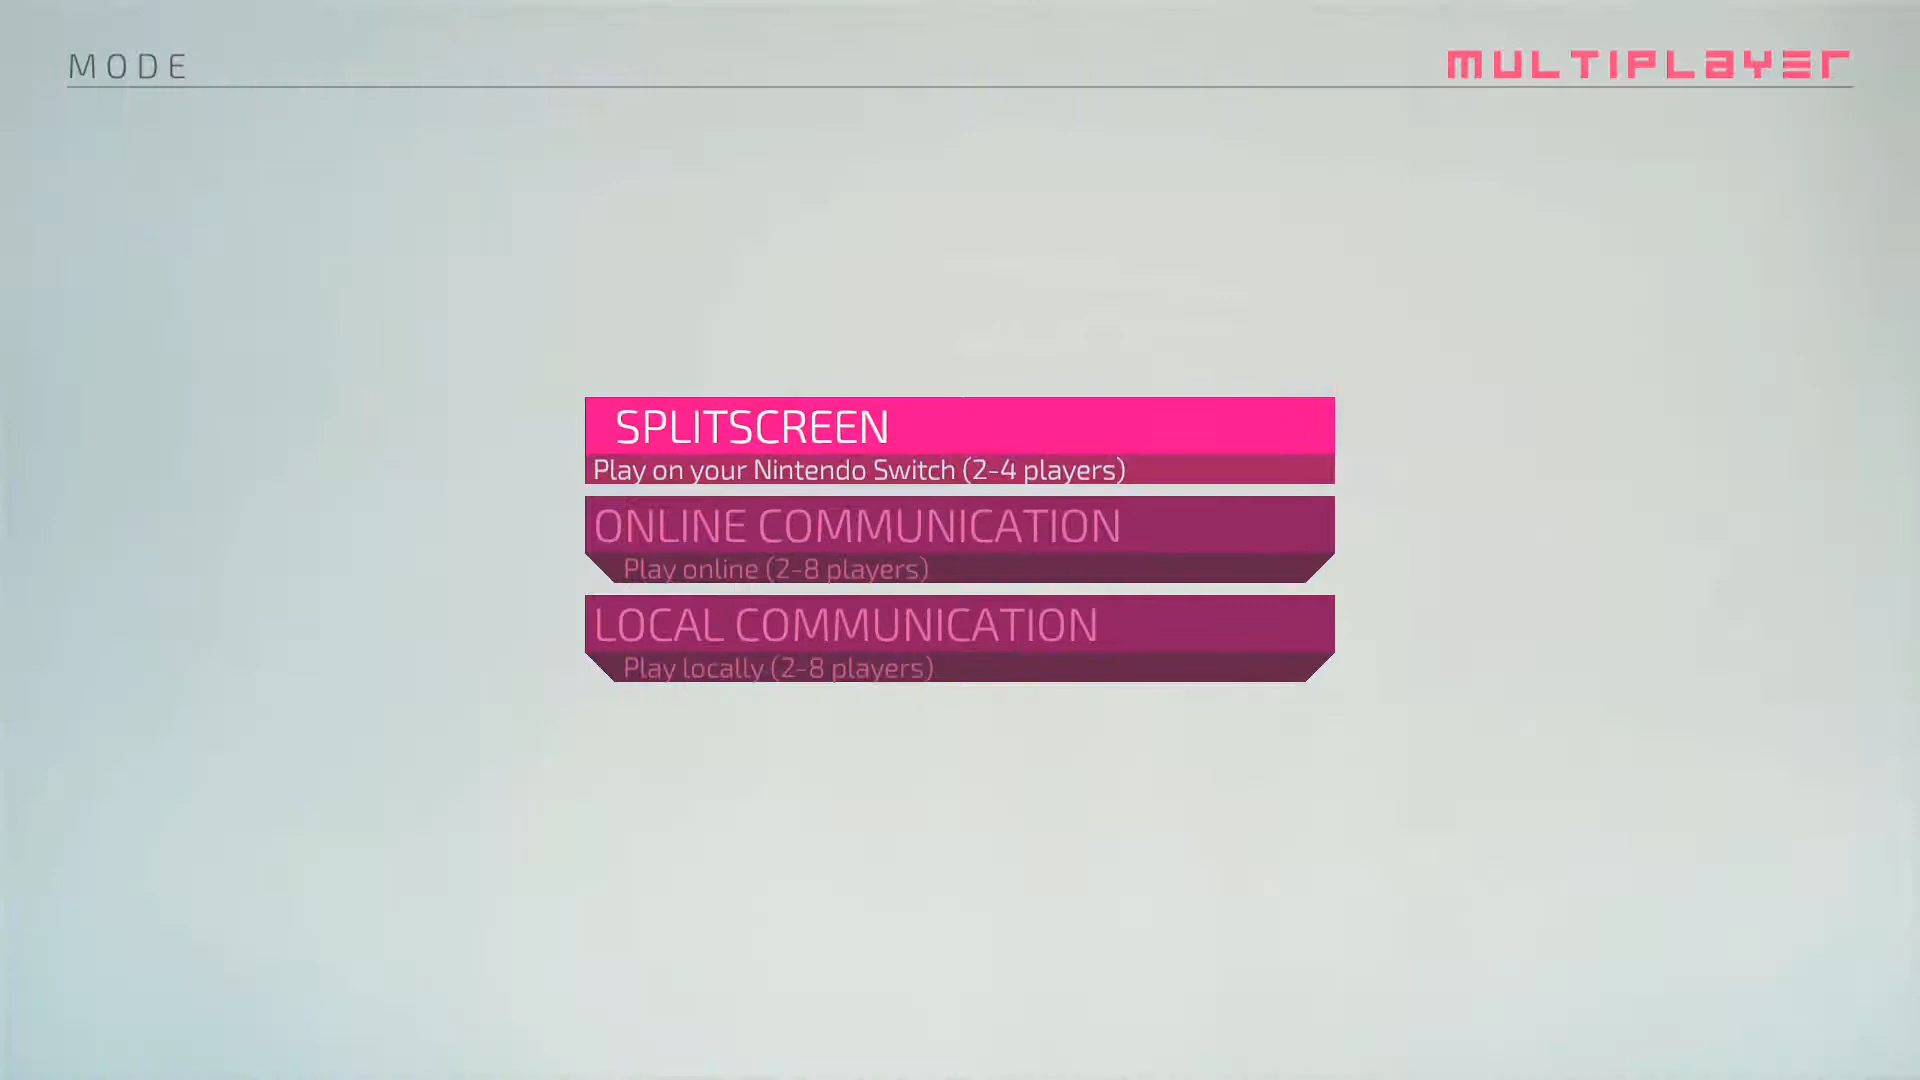 MODE
MULTIPLAYER
SPLITSCREEN
Play on your Nintendo Switch (2-4 players)
ONLINE COMMUNICATION
Play online (2-8 players)
LOCAL COMMUNICATION
Play locally (2-8 players)